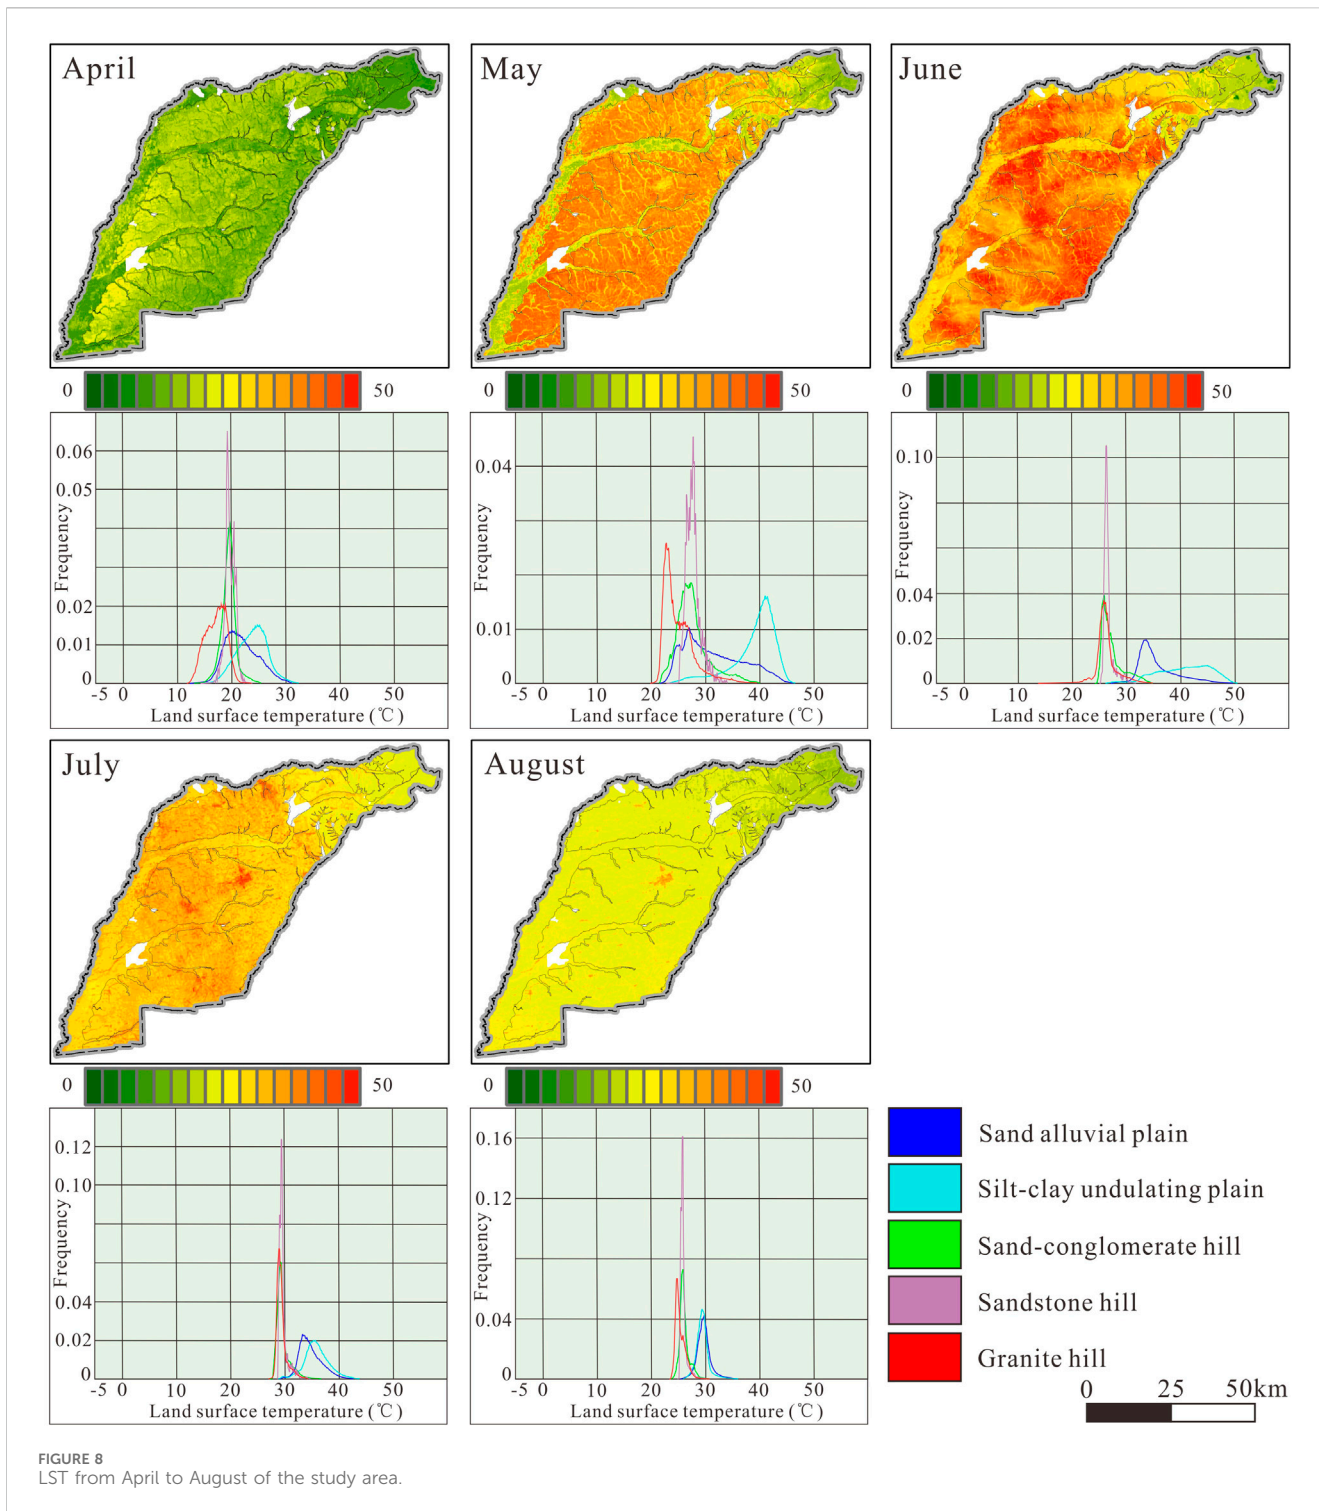 April
May
June
0 50
0 50
0 50
Frequency
0.06
0.05
0.02
0.01
0
-5 0 10 20 30 40 50
Land surface temperature (℃)
Frequency
0.04
0.01
0
-5 0 10 20 30 40 50
Land surface temperature (℃)
Frequency
0.10
0.04
0.02
0
-5 0 10 20 30 40 50
Land surface temperature (℃)
July
August
0 50
0 50
Frequency
0.12
0.10
0.04
0.02
0
-5 0 10 20 30 40 50
Land surface temperature (℃)
Frequency
0.16
0.12
0.04
0
-5 0 10 20 30 40 50
Land surface temperature (℃)
Sand alluvial plain
Silt-clay undulating plain
Sand-conglomerate hill
Sandstone hill
Granite hill
0 25 50km
FIGURE 8
LST from April to August of the study area.